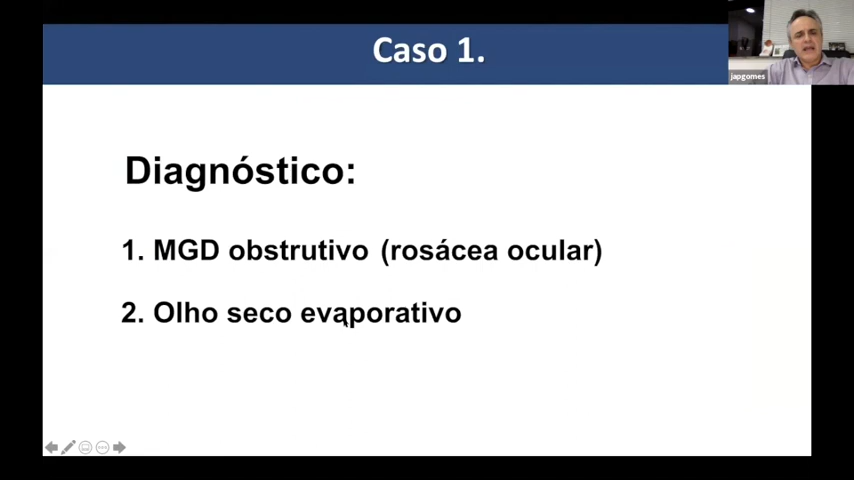 Caso 1.
japgomes
Diagnóstico:
1. MGD obstrutivo (rosácea ocular)
2. Olho seco evaporativo